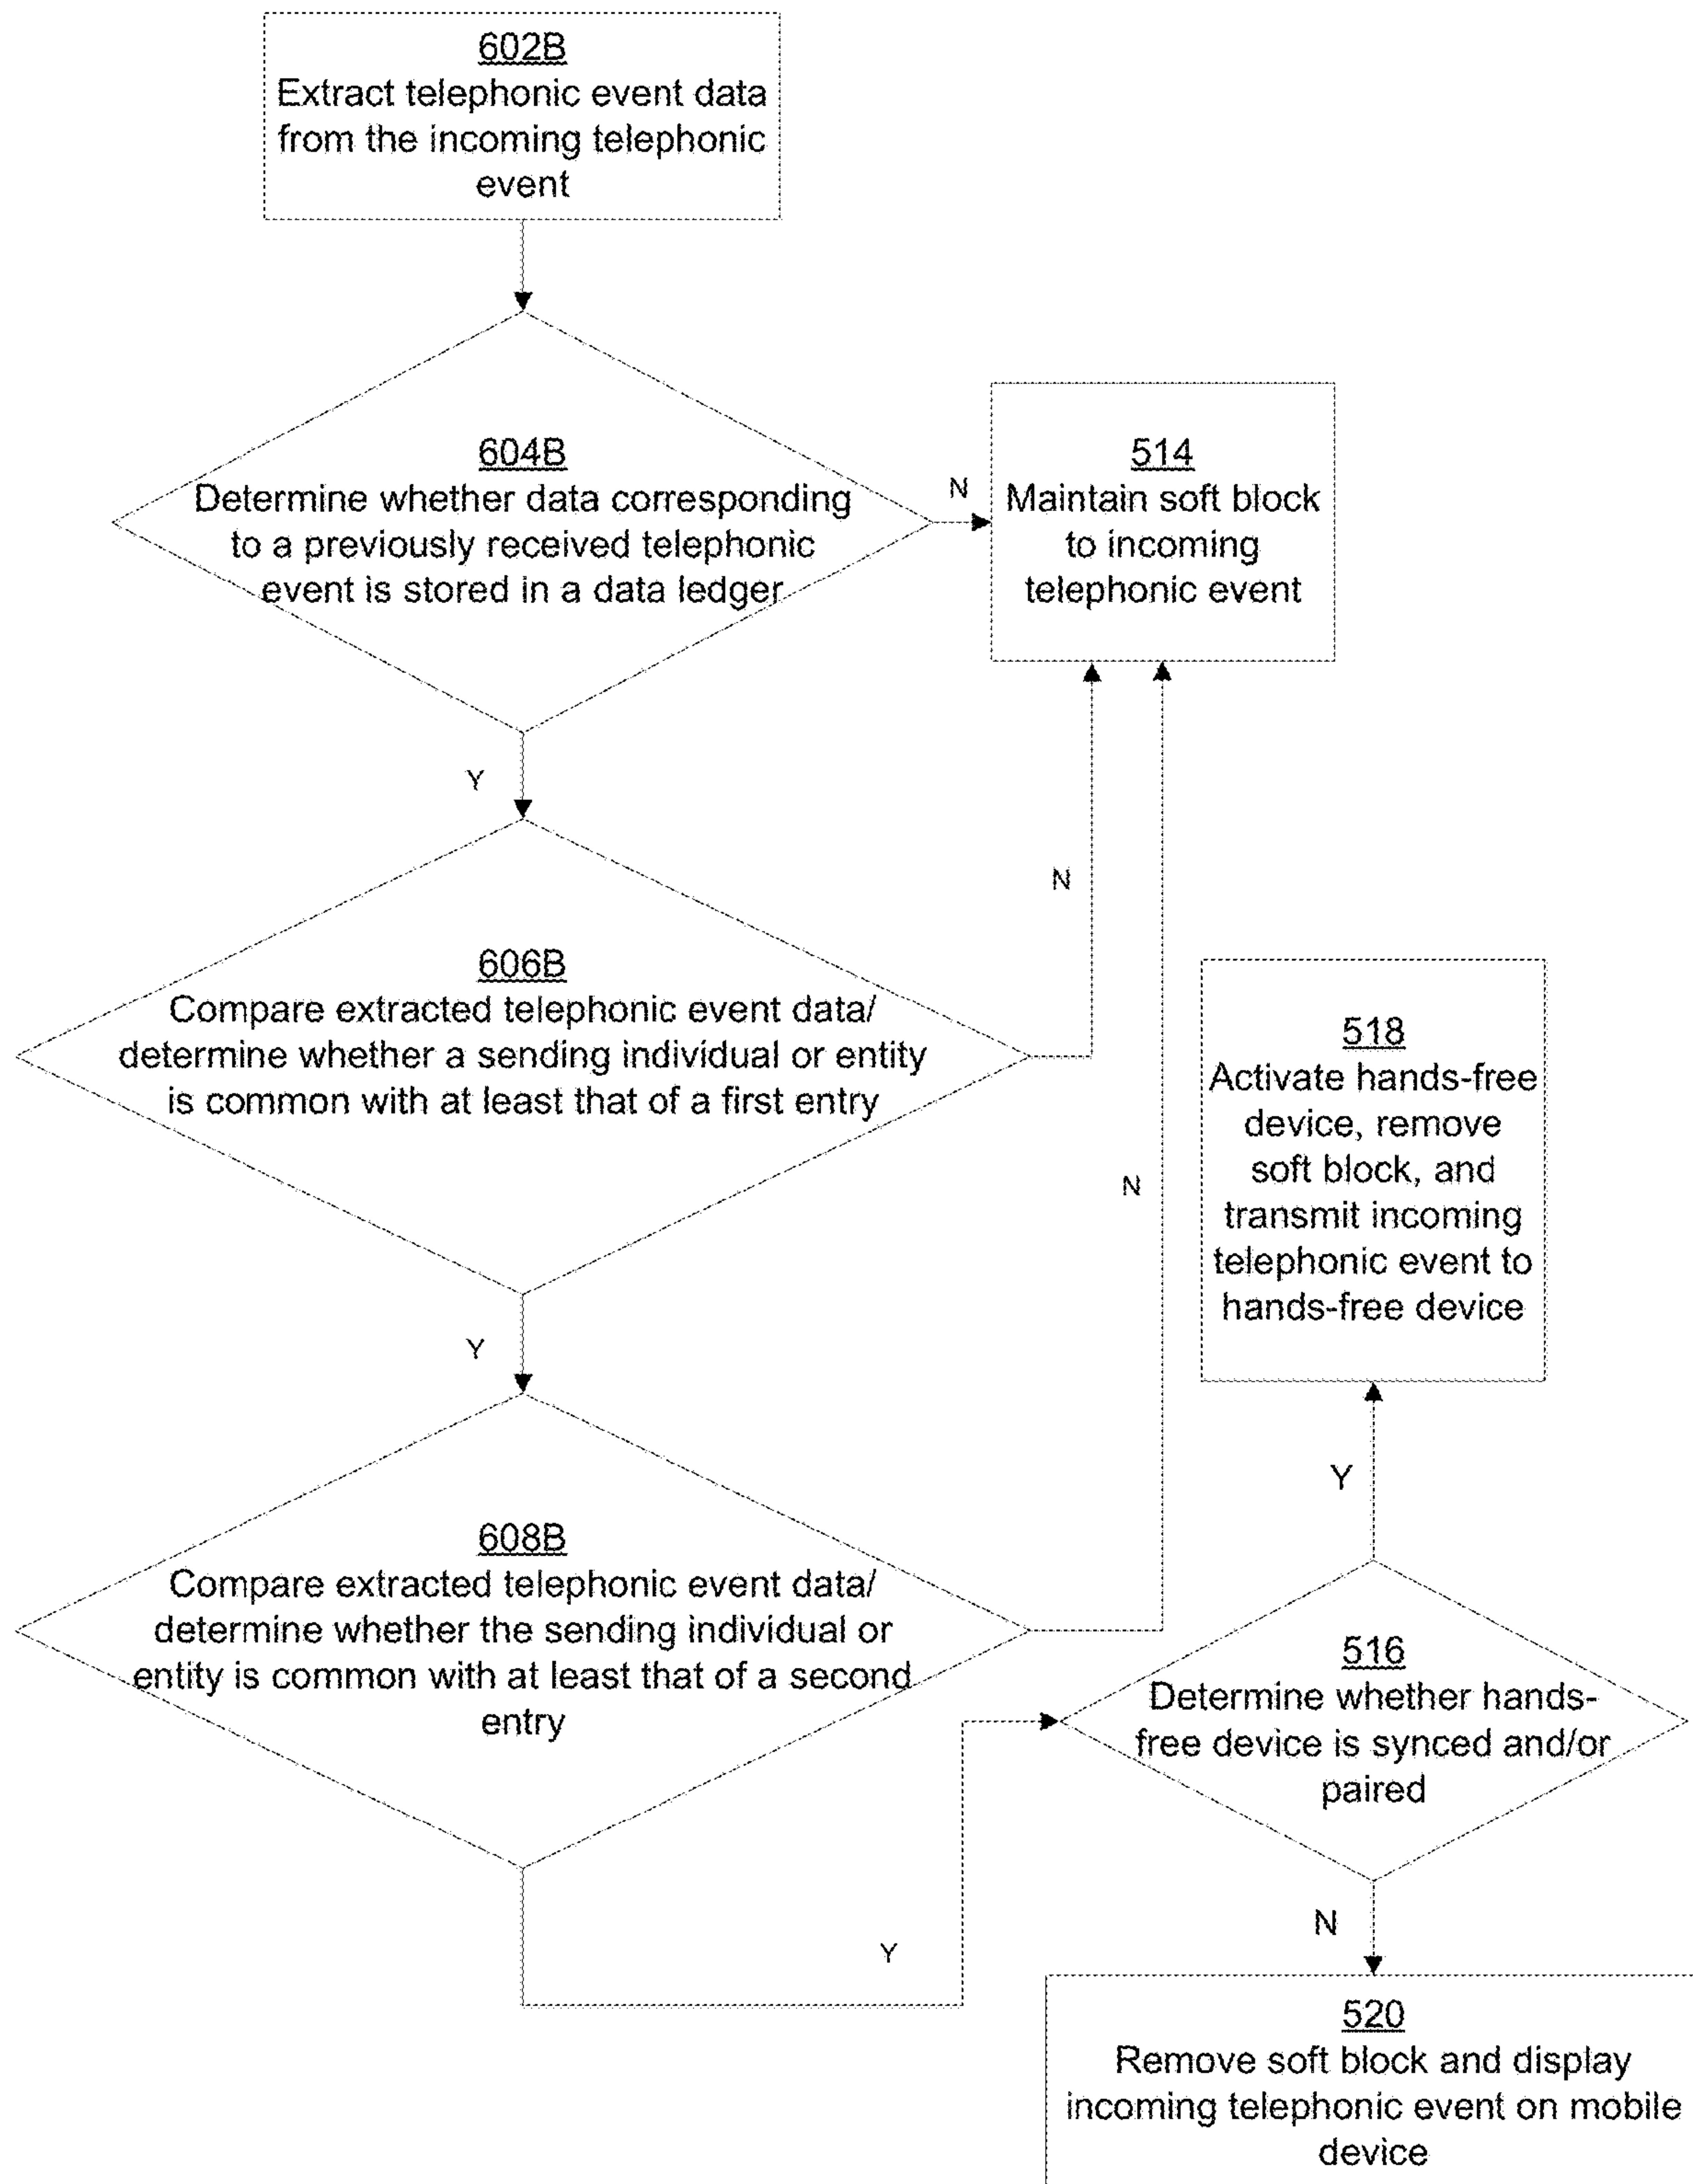 602B
Extract telephonic event data
from the incoming telephonic
event
604B
Determine whether data corresponding
to a previously received telephonic
event is stored in a data ledger
N
514
Maintain soft block
to incoming
telephonic event
Y
606B
Compare extracted telephonic event data/
determine whether a sending individual or entity
is common with at least that of a first entry
N
518
Activate hands-free
device, remove
soft block, and
transmit incoming
telephonic event to
hands-free device
N
Y
608B
Compare extracted telephonic event data/
determine whether the sending individual or
entity is common with at least that of a second
entry
Y
516
Determine whether hands-
free device is synced and/or
paired
Y
N
520
Remove soft block and display
incoming telephonic event on mobile
device